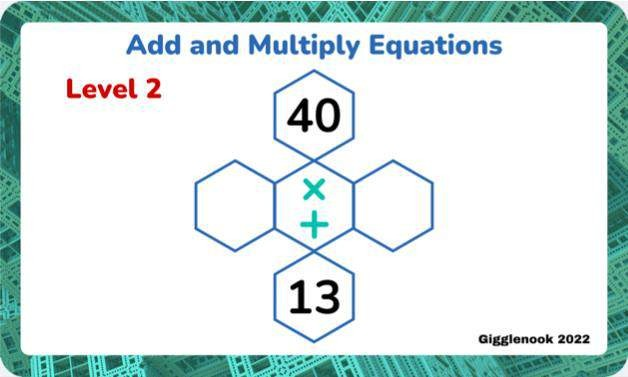 Add and Multiply Equations
Level 2
40
×
+
13
Gigglenook 2022